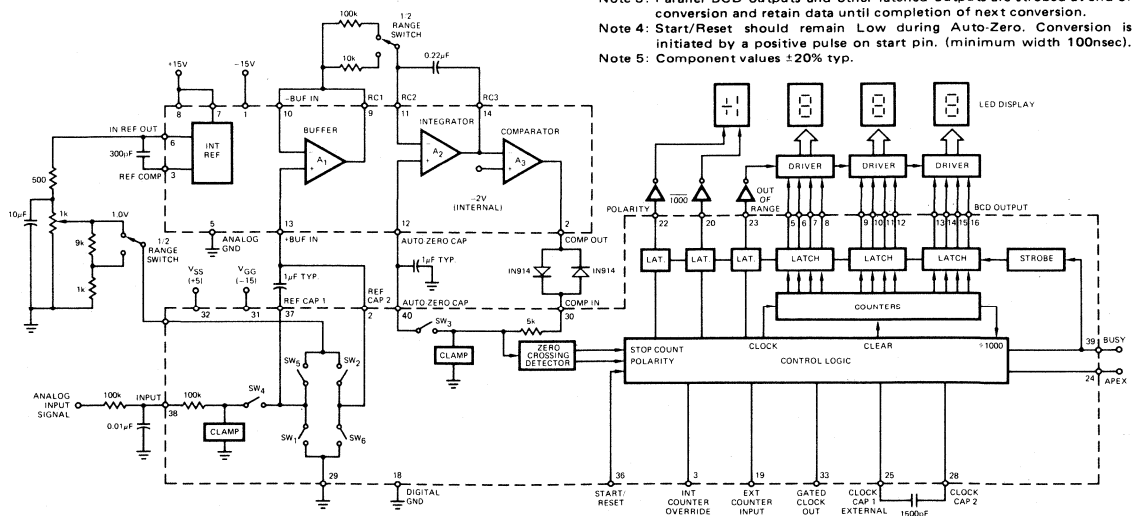 Note 3: Parallel BCD outputs and other latched outputs are strobed at end of
conversion and retain data until completion of next conversion.
Note 4: Start/Reset should remain Low during Auto-Zero. Conversion is
initiated by a positive pulse on start pin. (minimum width 100nsec).
Note 5: Component values ±20% typ.
100k
1/2
RANGE
SWITCH
10k
0.22µF
+15V
-15V
8
7
1
-BUF IN
10
RC1
9
RC2
11
RC3
14
IN REF OUT
6
INT
REF
300pF
REF COMP
3
BUFFER
A1
INTEGRATOR
A2
COMPARATOR
A3
-2V
(INTERNAL)
500
10µF
1k
1.0V
9k
1k
1/2
RANGE
SWITCH
5
ANALOG
GND
13
+BUF IN
12
AUTO ZERO CAP
2
COMP OUT
1µF TYP.
1µF TYP.
IN914
IN914
VSS
(+5)
VGG
(-15)
32
31
REF CAP 1
37
REF
CAP 2
2
AUTO ZERO CAP
40
COMP IN
30
SW3
5k
CLAMP
ZERO
CROSSING
DETECTOR
SW5
SW2
SW4
SW1
SW6
ANALOG
INPUT
SIGNAL
100k
0.01µF
INPUT
38
100k
CLAMP
29
18
DIGITAL
GND
LED DISPLAY
DRIVER
DRIVER
DRIVER
POLARITY
1000
OUT
OF
RANGE
BCD OUTPUT
22
20
23
5
6
7
8
9
10
11
12
13
14
15
16
LAT.
LAT.
LAT.
LATCH
LATCH
LATCH
STROBE
COUNTERS
STOP COUNT
POLARITY
CLOCK
CLEAR
÷1000
CONTROL LOGIC
39
BUSY
24
APEX
36
START/
RESET
3
INT
COUNTER
OVERRIDE
19
EXT
COUNTER
INPUT
33
GATED
CLOCK
OUT
25
CLOCK
CAP 1
EXTERNAL
28
CLOCK
CAP 2
1500pF